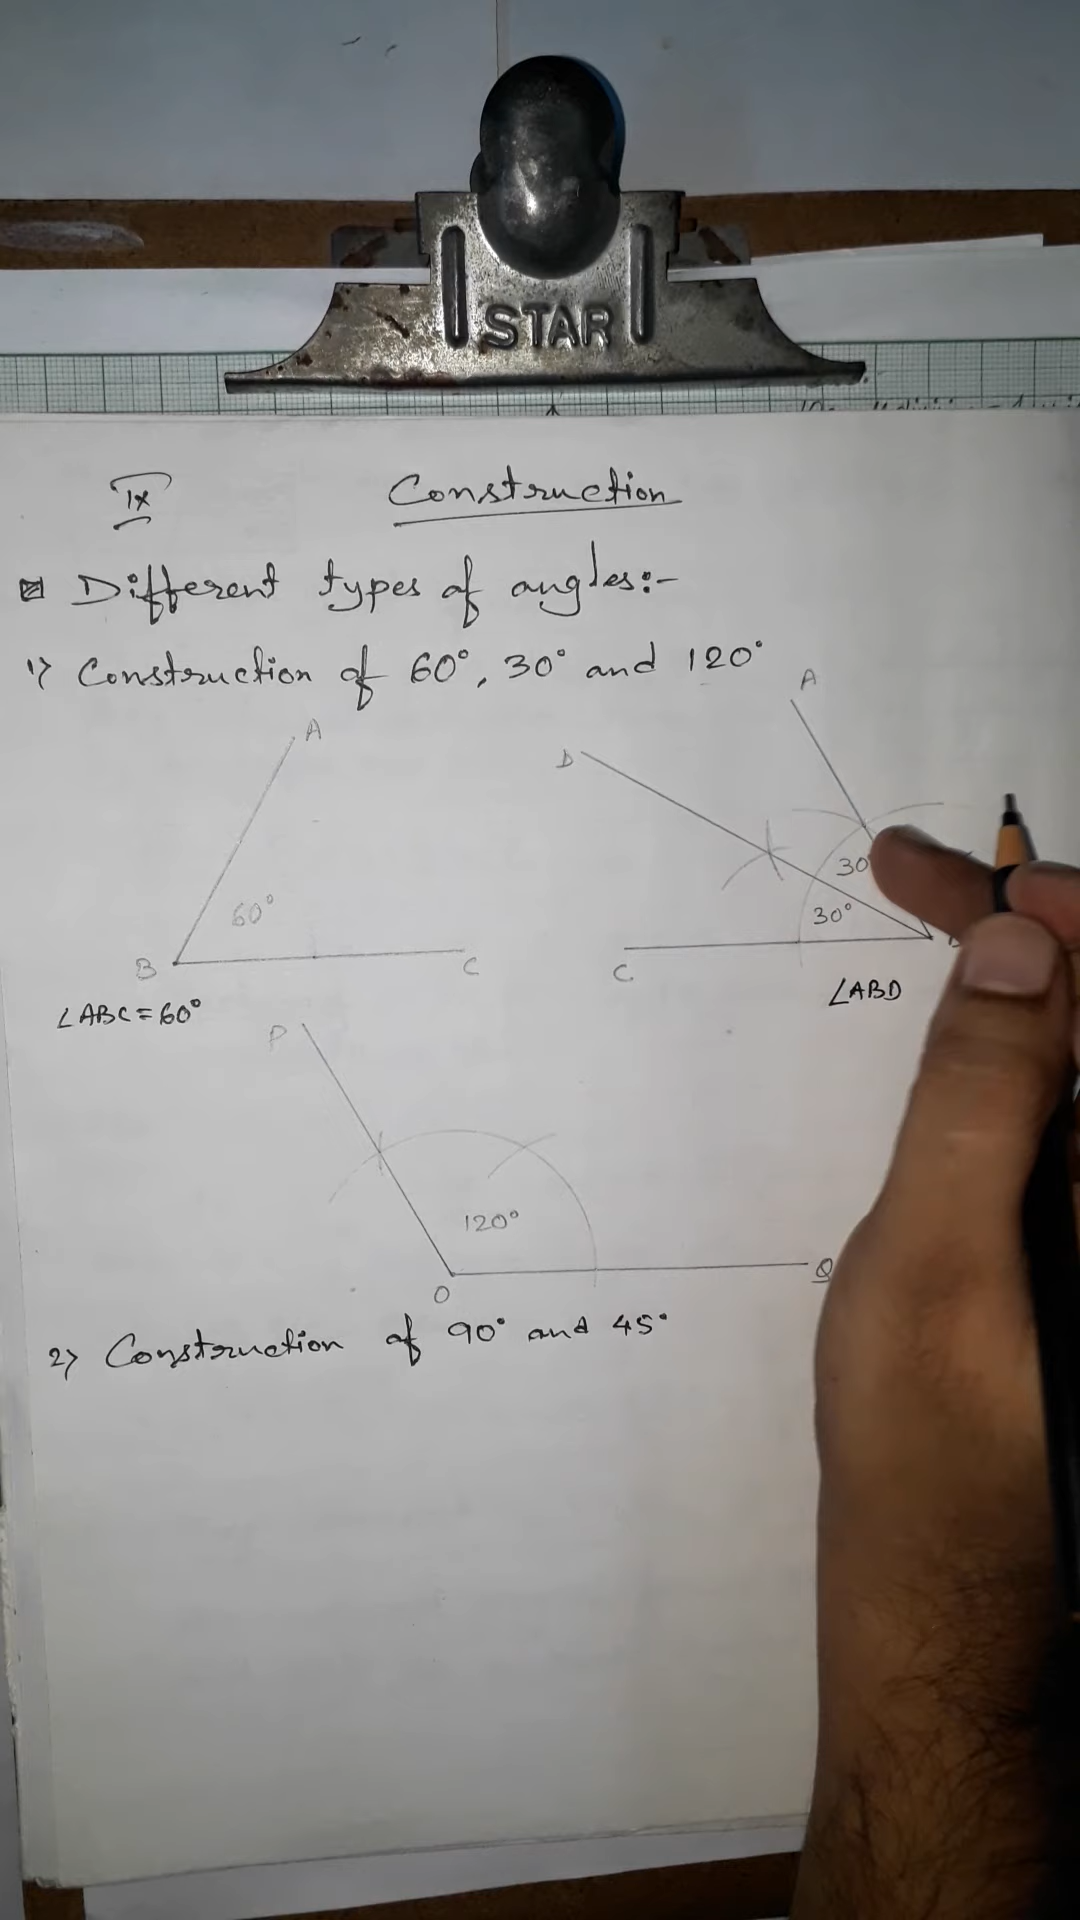 STAR
IX
Construction
Different types of angles:-
1) Construction of 60°, 30° and 120°
A
60°
B
C
∠ABC = 60°
A
D
30
30°
C
∠ABD
P
120°
O
Q
2) Construction of 90° and 45°